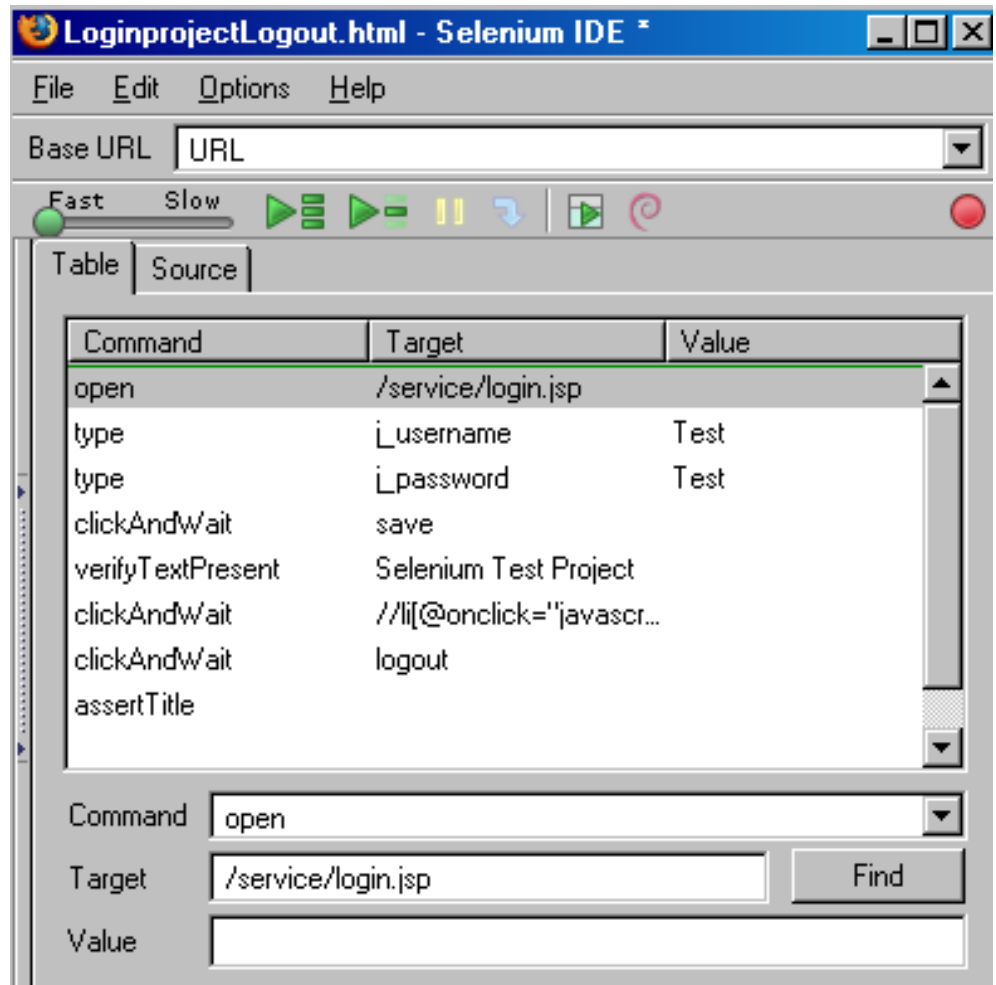 LoginprojectLogout.html - Selenium IDE *
File Edit Options Help
Base URL URL
Fast Slow
Table Source
Command Target Value
open /service/login.jsp
type j_username Test
type j_password Test
clickAndWait save
verifyTextPresent Selenium Test Project
clickAndWait //li[@onclick="javascr...
clickAndWait logout
assertTitle
Command open
Target /service/login.jsp Find
Value